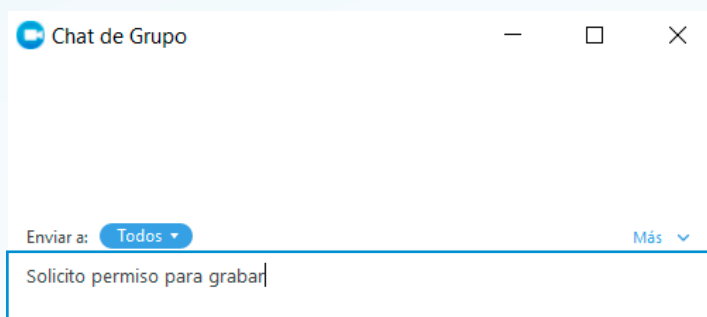 Chat de Grupo
Enviar a: Todos Más
Solicito permiso para grabar